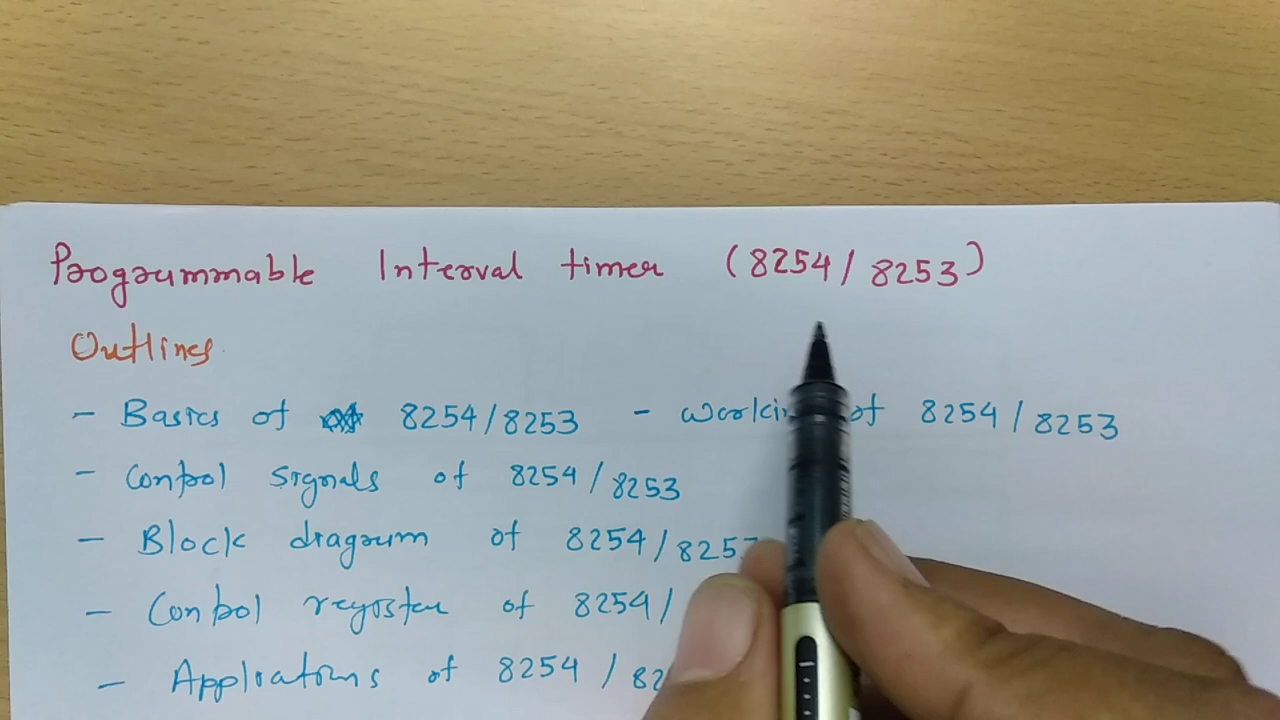 Programmable Interval timer (8254/8253)
Outlines
- Basics of 8254/8253 - of 8254/8253
- Control Signals of 8254/8253
- Block diagram of 8254/
- Control register of 8254/
- Applications of 8254 /